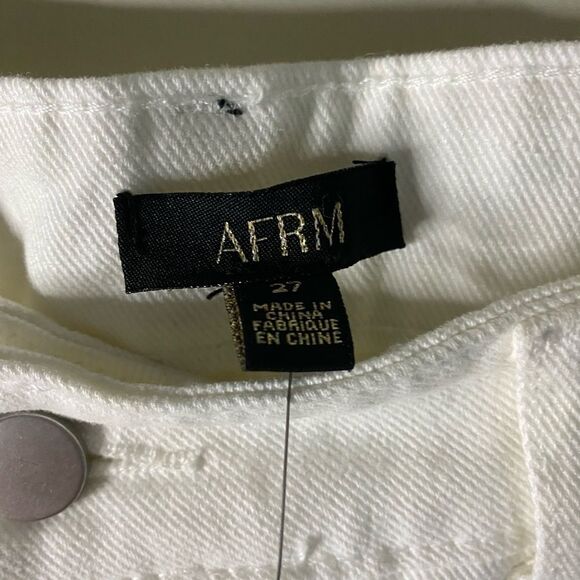 AFRM
27
MADE IN
CHINA
FABRIQUE
EN CHINE